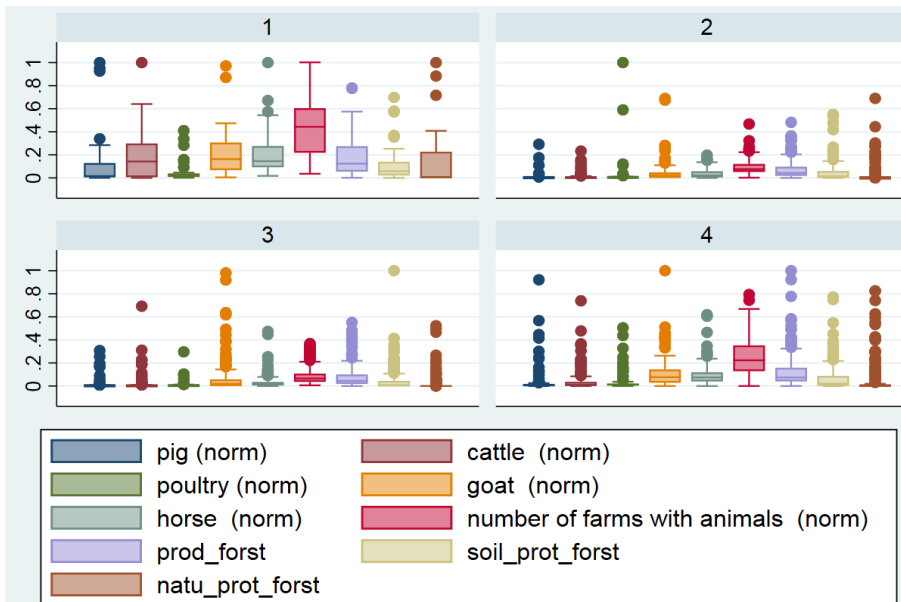 1 2
0 .2 .4 .6 .8 1
3 4
0 .2 .4 .6 .8 1
pig (norm) cattle (norm)
poultry (norm) goat (norm)
horse (norm) number of farms with animals (norm)
prod_forst soil_prot_forst
natu_prot_forst